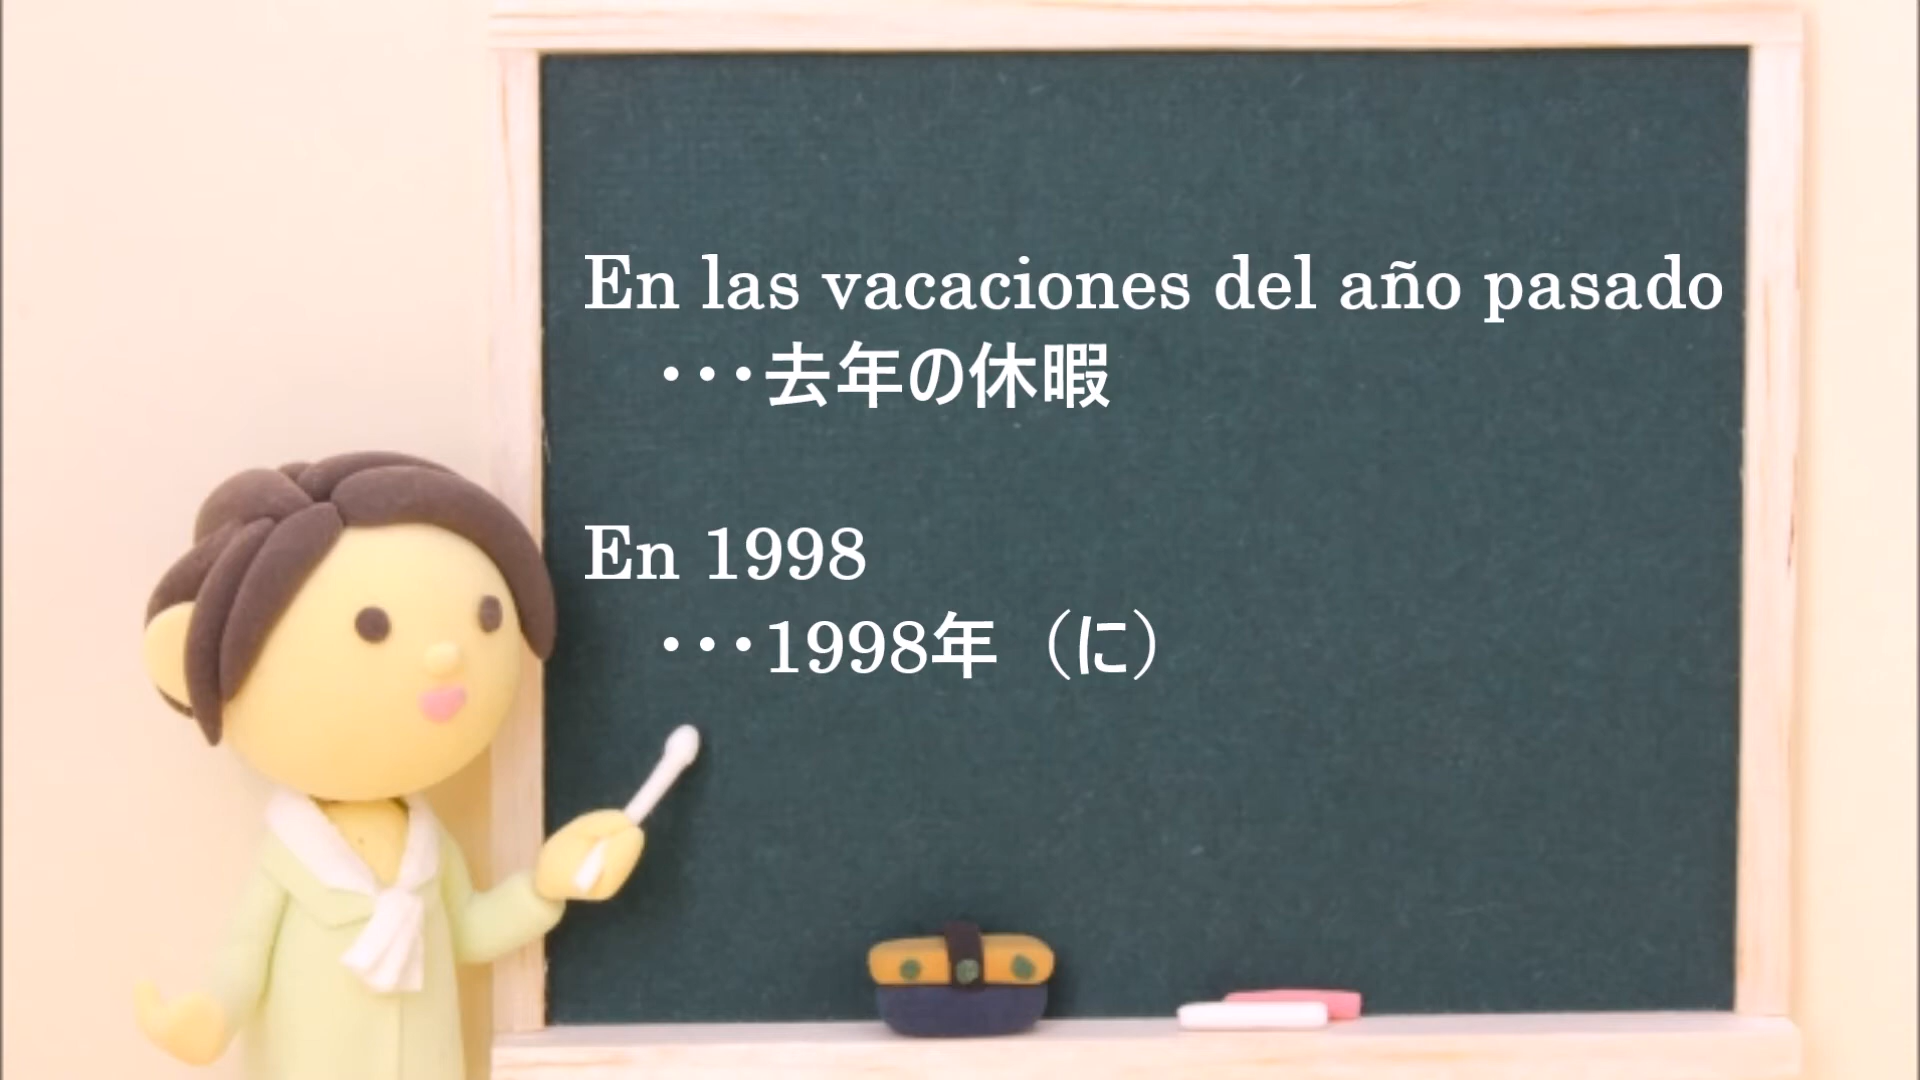 En las vacaciones del año pasado
・・・去年の休暇
En 1998
・・・1998年（に）